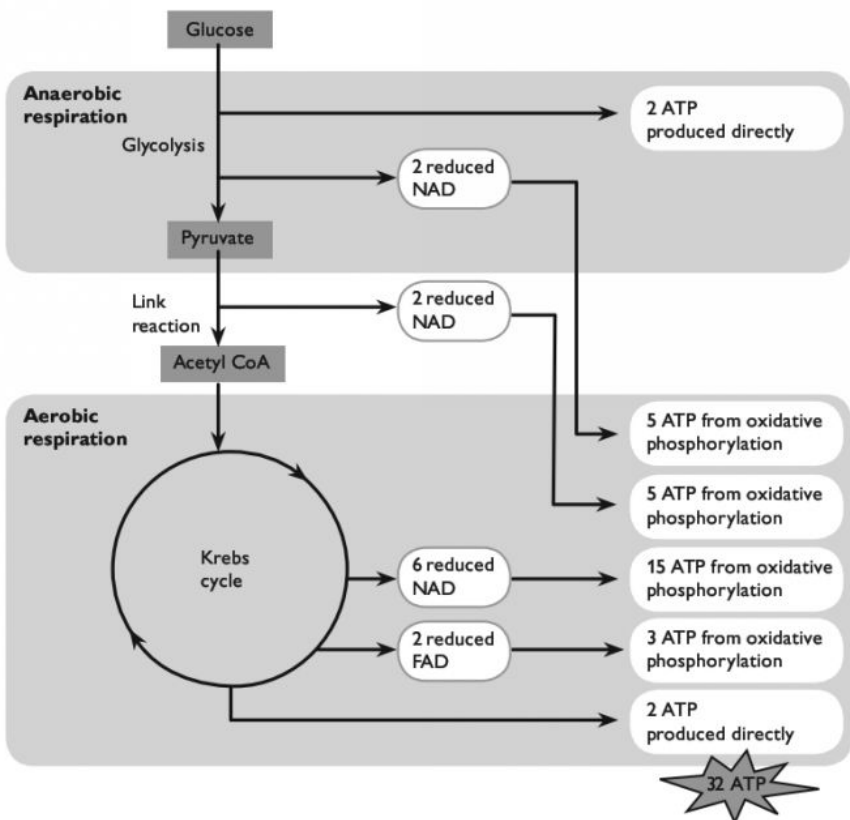 Glucose
Anaerobic
respiration
2 ATP
produced directly
Glycolysis
2 reduced
NAD
Pyruvate
Link
reaction
2 reduced
NAD
Acetyl CoA
Aerobic
respiration
5 ATP from oxidative
phosphorylation
5 ATP from oxidative
phosphorylation
Krebs
cycle
6 reduced
NAD
15 ATP from oxidative
phosphorylation
2 reduced
FAD
3 ATP from oxidative
phosphorylation
2 ATP
produced directly
32 ATP